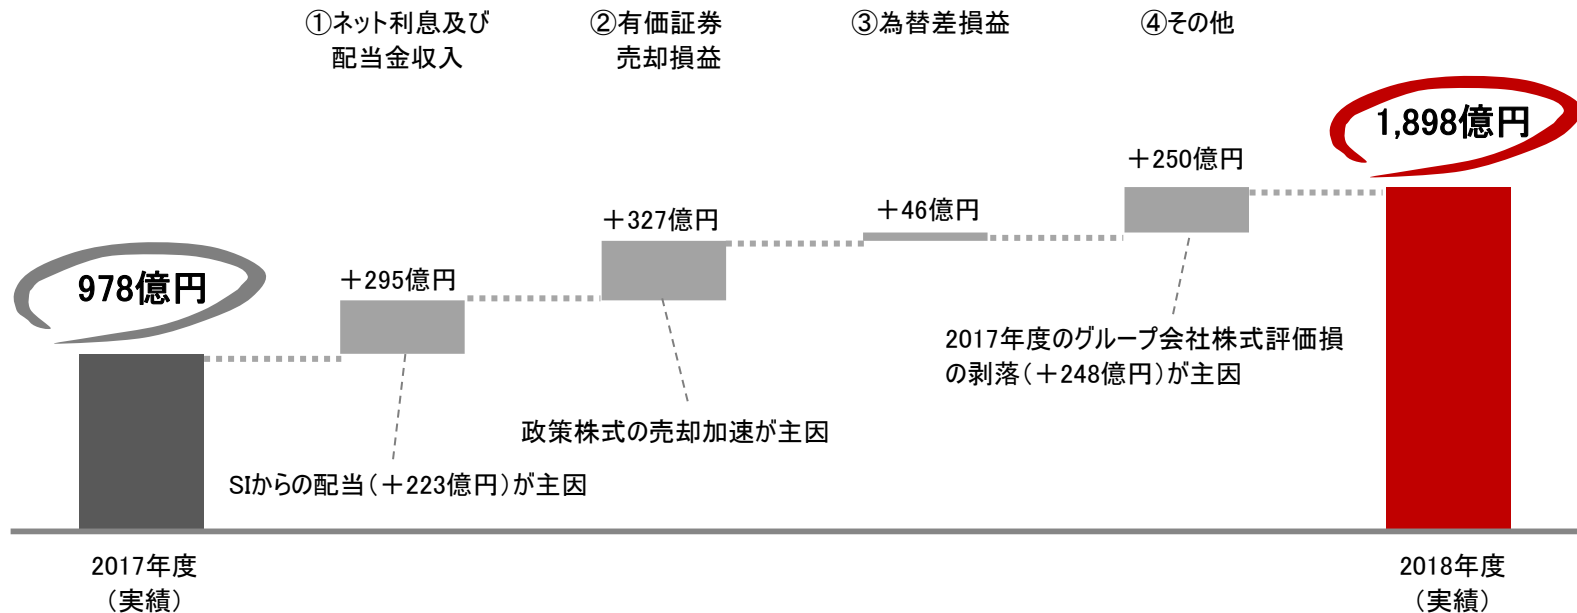 ①ネット利息及び
配当金収入
②有価証券
売却損益
③為替差損益
④その他
978億円
+295億円
+327億円
+46億円
+250億円
1,898億円
SIからの配当(+223億円)が主因
政策株式の売却加速が主因
2017年度のグループ会社株式評価損
の剥落(+248億円)が主因
2017年度
(実績)
2018年度
(実績)